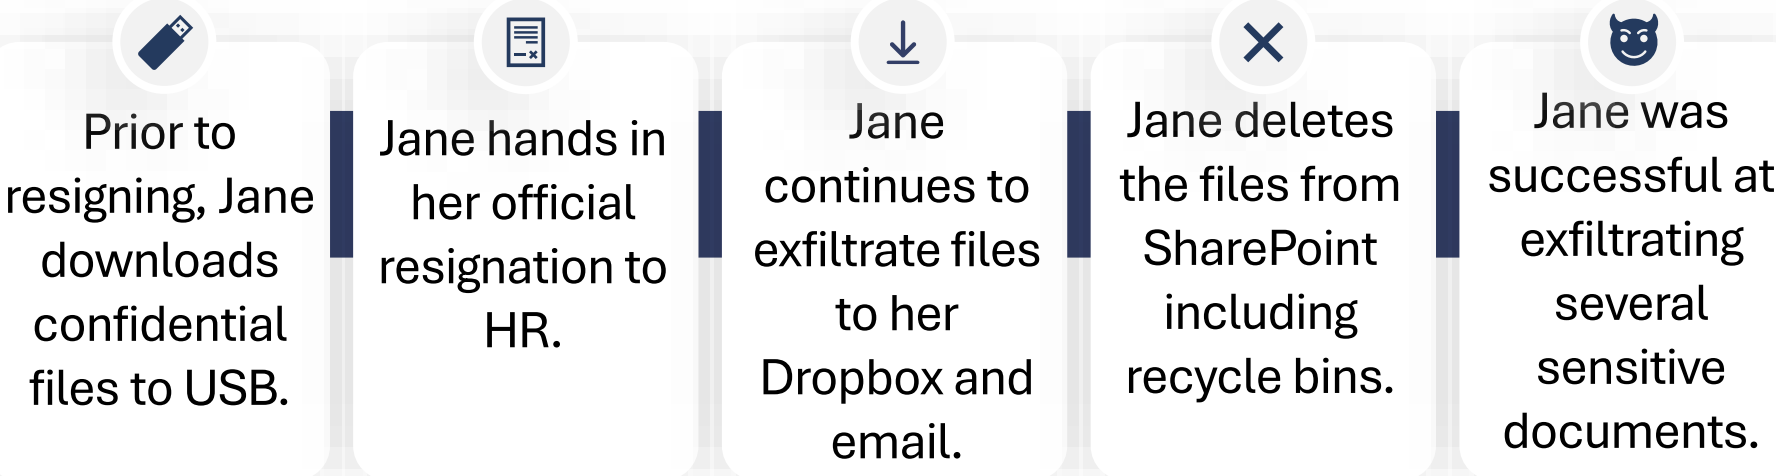 Prior to
resigning, Jane
downloads
confidential
files to USB.
Jane hands in
her official
resignation to
HR.
Jane
continues to
exfiltrate files
to her
Dropbox and
email.
Jane deletes
the files from
SharePoint
including
recycle bins.
Jane was
successful at
exfiltrating
several
sensitive
documents.